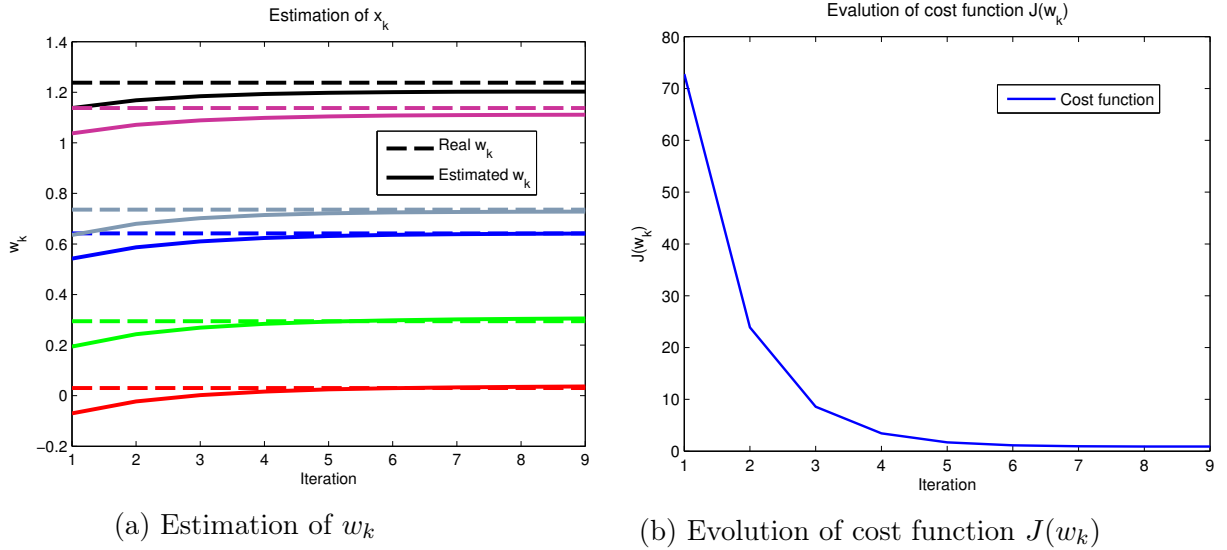 Estimation of x_k
1.4
1.2
1
0.8
0.6
0.4
0.2
0
−0.2
w_k
Real w_k
Estimated w_k
1 2 3 4 5 6 7 8 9
Iteration
(a) Estimation of w_k
Evalution of cost function J(w_k)
80
70
60
50
40
30
20
10
0
J(w_k)
Cost function
1 2 3 4 5 6 7 8 9
Iteration
(b) Evolution of cost function J(w_k)